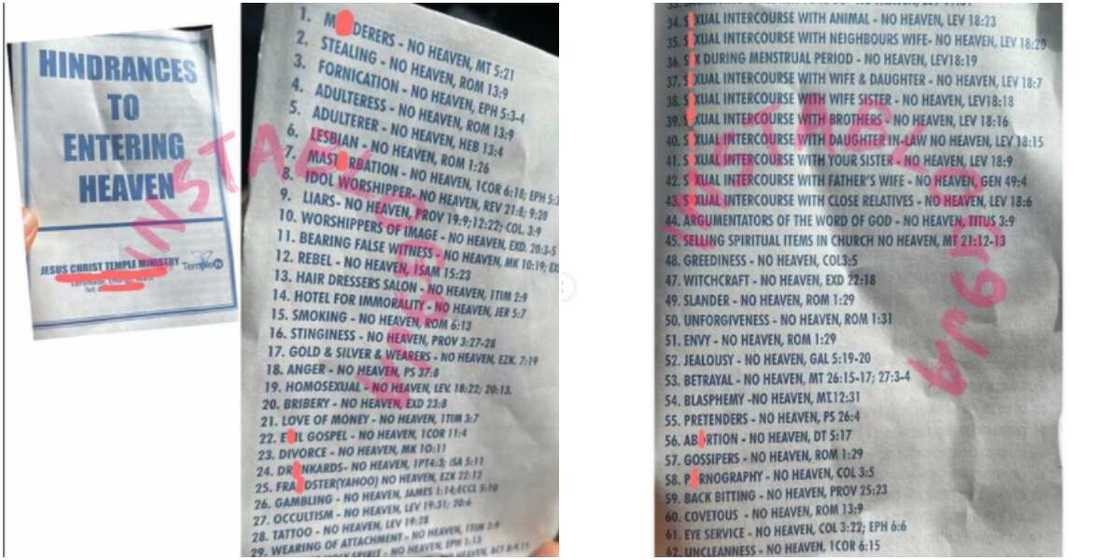 HINDRANCES
TO
ENTERING
HEAVEN
JESUS CHRIST TEMPLE MINISTRY
Temple
1. M DERERS - NO HEAVEN, MT 5:21
2. STEALING - NO HEAVEN, ROM 13:9
3. FORNICATION - NO HEAVEN, EPH 5:3-4
4. ADULTERESS - NO HEAVEN, ROM 13:9
5. ADULTERER - NO HEAVEN, HEB 13:4
6. LESBIAN - NO HEAVEN, ROM 1:26
7. MAST RBATION - NO HEAVEN, 1COR 6:18; EPH
8. IDOL WORSHIPPER- NO HEAVEN, REV 21:8; 9:20
9. LIARS- NO HEAVEN, PROV 19:9;12:22; COL. 3:9
10. WORSHIPPERS OF IMAGE - NO HEAVEN, EXD. 20:3-5
11. BEARING FALSE WITNESS - NO HEAVEN, MK 10:19;
12. REBEL - NO HEAVEN, 1SAM 15:23
13. HAIR DRESSERS SALON - NO HEAVEN, 1TIM 2:9
14. HOTEL FOR IMMORALITY - NO HEAVEN, JER 5:7
15. SMOKING - NO HEAVEN, ROM 6:13
16. STINGINESS - NO HEAVEN, PROV 3:27-28
17. GOLD & SILVER & WEARERS - NO HEAVEN, EZK. 7:19
18. ANGER - NO HEAVEN, PS 37:8
19. HOMOSEXUAL - NO HEAVEN, LEV. 18:22; 20:13.
20. BRIBERY - NO HEAVEN, EXD 23:8
21. LOVE OF MONEY - NO HEAVEN, 1TIM 3:7
22. E IL GOSPEL - NO HEAVEN, 1COR 11:4
23. DIVORCE - NO HEAVEN, MK 10:11
24. DR NKARDS- NO HEAVEN, 1PT4:3; ISA 5:11
25. FRA DSTER(YAHOO) NO HEAVEN, EZK 22:12
26. GAMBLING - NO HEAVEN, JAMES 1:14;ECCL 5:10
27. OCCULTISM - NO HEAVEN, LEV 19:31; 20:6
28. TATTOO - NO HEAVEN, LEV 19:28
29. WEARING OF ATTACHMENT - NO HEAVEN, 1TIM 2:9
34. S XUAL INTERCOURSE WITH ANIMAL - NO HEAVEN, LEV 18:23
35. S XUAL INTERCOURSE WITH NEIGHBOURS WIFE- NO HEAVEN, LEV 18:20
36. S X DURING MENSTRUAL PERIOD - NO HEAVEN, LEV18:19
37. S XUAL INTERCOURSE WITH WIFE & DAUGHTER - NO HEAVEN, LEV 18:7
38. S XUAL INTERCOURSE WITH WIFE SISTER - NO HEAVEN, LEV18:18
39. S XUAL INTERCOURSE WITH BROTHERS - NO HEAVEN, LEV 18:16
40. S XUAL INTERCOURSE WITH DAUGHTER IN-LAW NO HEAVEN, LEV 18:15
41. S XUAL INTERCOURSE WITH YOUR SISTER - NO HEAVEN, LEV 18:9
42. S XUAL INTERCOURSE WITH FATHER'S WIFE - NO HEAVEN, GEN 49:4
43. S XUAL INTERCOURSE WITH CLOSE RELATIVES - NO HEAVEN, LEV 18:6
44. ARGUMENTATORS OF THE WORD OF GOD - NO HEAVEN, TITUS 3:9
45. SELLING SPIRITUAL ITEMS IN CHURCH NO HEAVEN, MT 21:12-13
48. GREEDINESS - NO HEAVEN, COL3:5
47. WITCHCRAFT - NO HEAVEN, EXD 22:18
49. SLANDER - NO HEAVEN, ROM 1:29
50. UNFORGIVENESS - NO HEAVEN, ROM 1:31
51. ENVY - NO HEAVEN, ROM 1:29
52. JEALOUSY - NO HEAVEN, GAL 5:19-20
53. BETRAYAL - NO HEAVEN, MT 26:15-17; 27:3-4
54. BLASPHEMY -NO HEAVEN, MT.12:31
55. PRETENDERS - NO HEAVEN, PS 26:4
56. AB RTION - NO HEAVEN, DT 5:17
57. GOSSIPERS - NO HEAVEN, ROM 1:29
58. P RNOGRAPHY - NO HEAVEN, COL 3:5
59. BACK BITTING - NO HEAVEN, PROV 25:23
60. COVETOUS - NO HEAVEN, ROM 13:9
61. EYE SERVICE - NO HEAVEN, COL 3:22; EPH 6:6
62. UNCLEANNESS - NO HEAVEN, 1COR 6:15
INSTABLOG9JA
INSTABLOG9JA